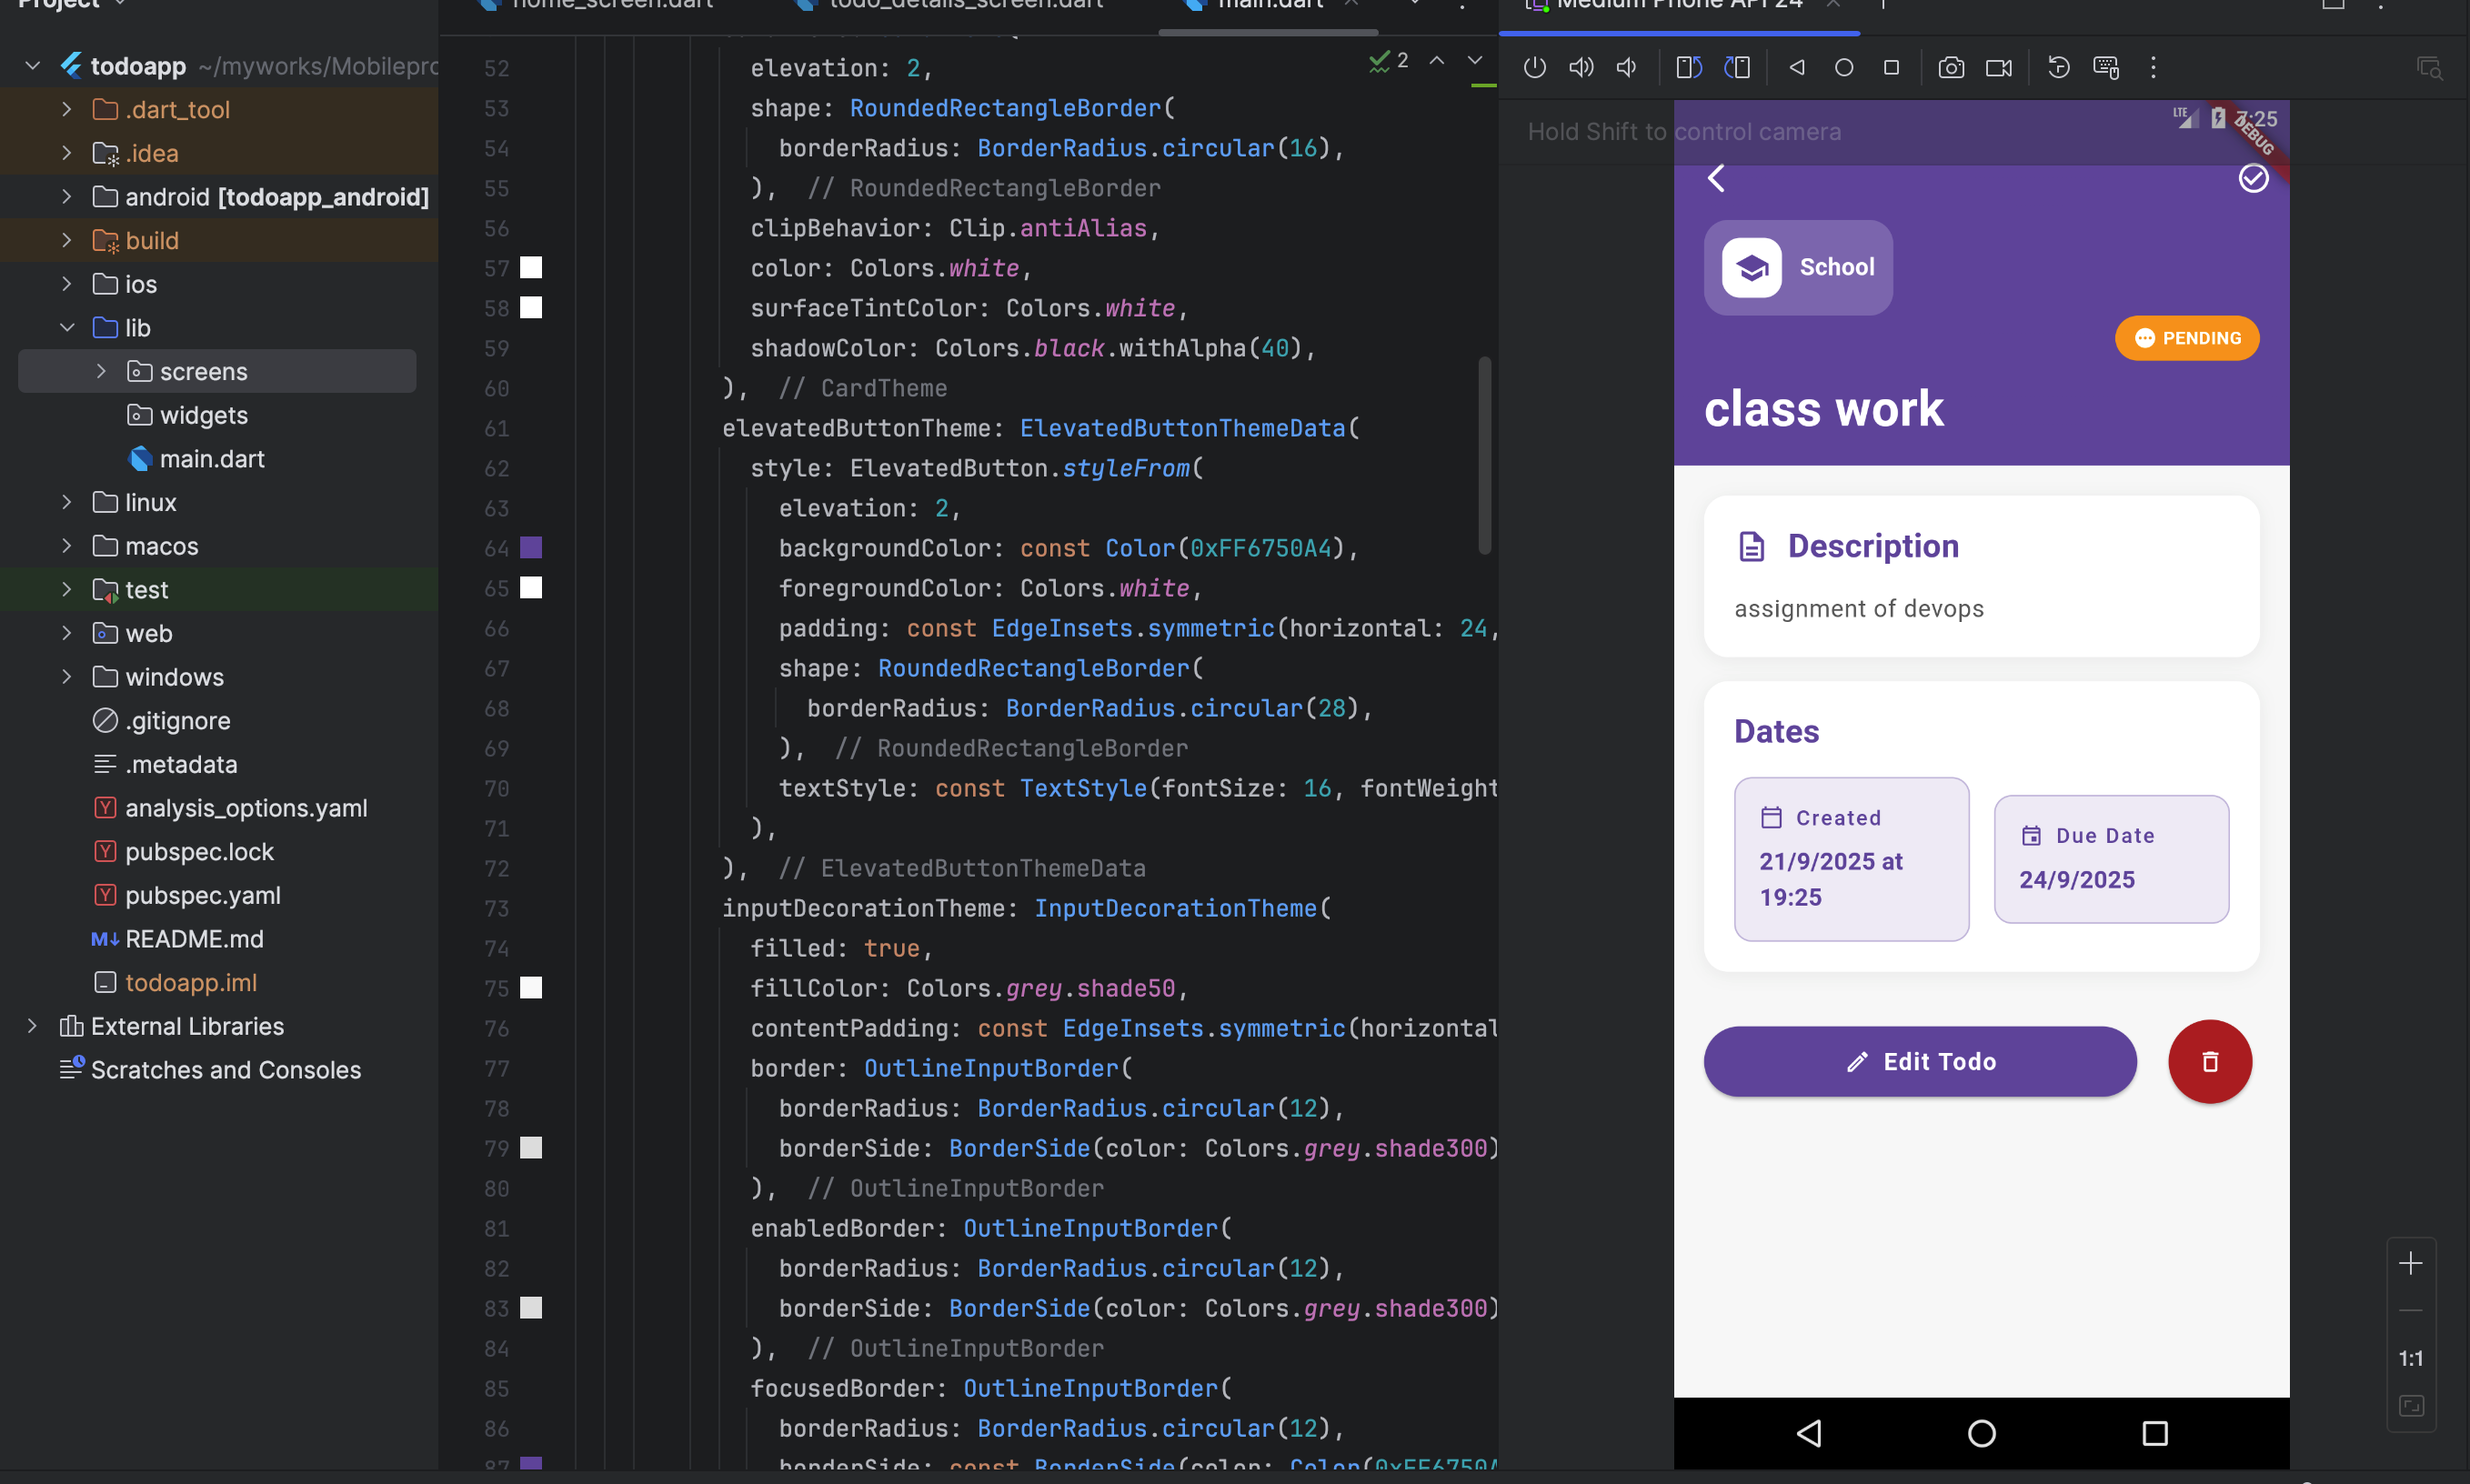 Project
todoapp ~/myworks/Mobilepro
.dart_tool
.idea
android [todoapp_android]
build
ios
lib
screens
widgets
main.dart
linux
macos
test
web
windows
.gitignore
.metadata
analysis_options.yaml
pubspec.lock
pubspec.yaml
M↓ README.md
todoapp.iml
External Libraries
Scratches and Consoles
home_screen.dart
todo_details_screen.dart
main.dart
2
52 elevation: 2,
53 shape: RoundedRectangleBorder(
54 borderRadius: BorderRadius.circular(16),
55 ), // RoundedRectangleBorder
56 clipBehavior: Clip.antiAlias,
57 color: Colors.white,
58 surfaceTintColor: Colors.white,
59 shadowColor: Colors.black.withAlpha(40),
60 ), // CardTheme
61 elevatedButtonTheme: ElevatedButtonThemeData(
62 style: ElevatedButton.styleFrom(
63 elevation: 2,
64 backgroundColor: const Color(0xFF6750A4),
65 foregroundColor: Colors.white,
66 padding: const EdgeInsets.symmetric(horizontal: 24,
67 shape: RoundedRectangleBorder(
68 borderRadius: BorderRadius.circular(28),
69 ), // RoundedRectangleBorder
70 textStyle: const TextStyle(fontSize: 16, fontWeight
71 ),
72 ), // ElevatedButtonThemeData
73 inputDecorationTheme: InputDecorationTheme(
74 filled: true,
75 fillColor: Colors.grey.shade50,
76 contentPadding: const EdgeInsets.symmetric(horizontal
77 border: OutlineInputBorder(
78 borderRadius: BorderRadius.circular(12),
79 borderSide: BorderSide(color: Colors.grey.shade300)
80 ), // OutlineInputBorder
81 enabledBorder: OutlineInputBorder(
82 borderRadius: BorderRadius.circular(12),
83 borderSide: BorderSide(color: Colors.grey.shade300)
84 ), // OutlineInputBorder
85 focusedBorder: OutlineInputBorder(
86 borderRadius: BorderRadius.circular(12),
87 borderSide: const BorderSide(color: Color(0xFF6750A
Medium Phone API 24
Hold Shift to control camera
LTE 7:25
DEBUG
School
PENDING
class work
Description
assignment of devops
Dates
Created
21/9/2025 at
19:25
Due Date
24/9/2025
Edit Todo
1:1